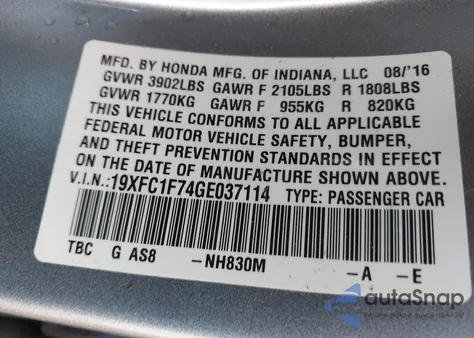 MFD. BY HONDA MFG. OF INDIANA, LLC 08/'16
GVWR 3902LBS GAWR F 2105LBS R 1808LBS
GVWR 1770KG GAWR F 955KG R 820KG
THIS VEHICLE CONFORMS TO ALL APPLICABLE
FEDERAL MOTOR VEHICLE SAFETY, BUMPER,
AND THEFT PREVENTION STANDARDS IN EFFECT
ON THE DATE OF MANUFACTURE SHOWN ABOVE.
V.I.N.:19XFC1F74GE037114 TYPE: PASSENGER CAR
TBC G AS8 -NH830M -A -E
autoSnap